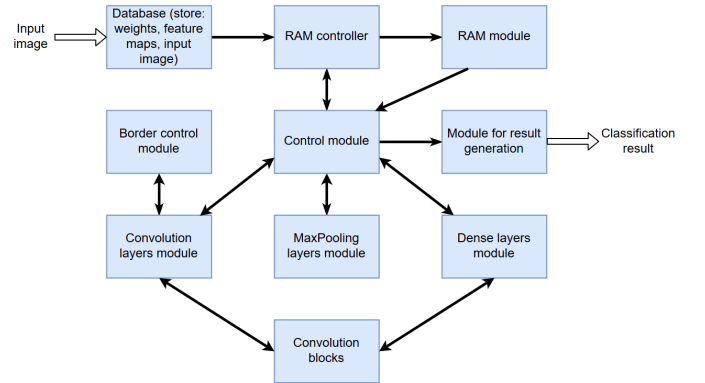 Input
image
Database (store:
weights, feature
maps, input
image)
RAM controller
RAM module
Border control
module
Control module
Module for result
generation
Classification
result
Convolution
layers module
MaxPooling
layers module
Dense layers
module
Convolution
blocks